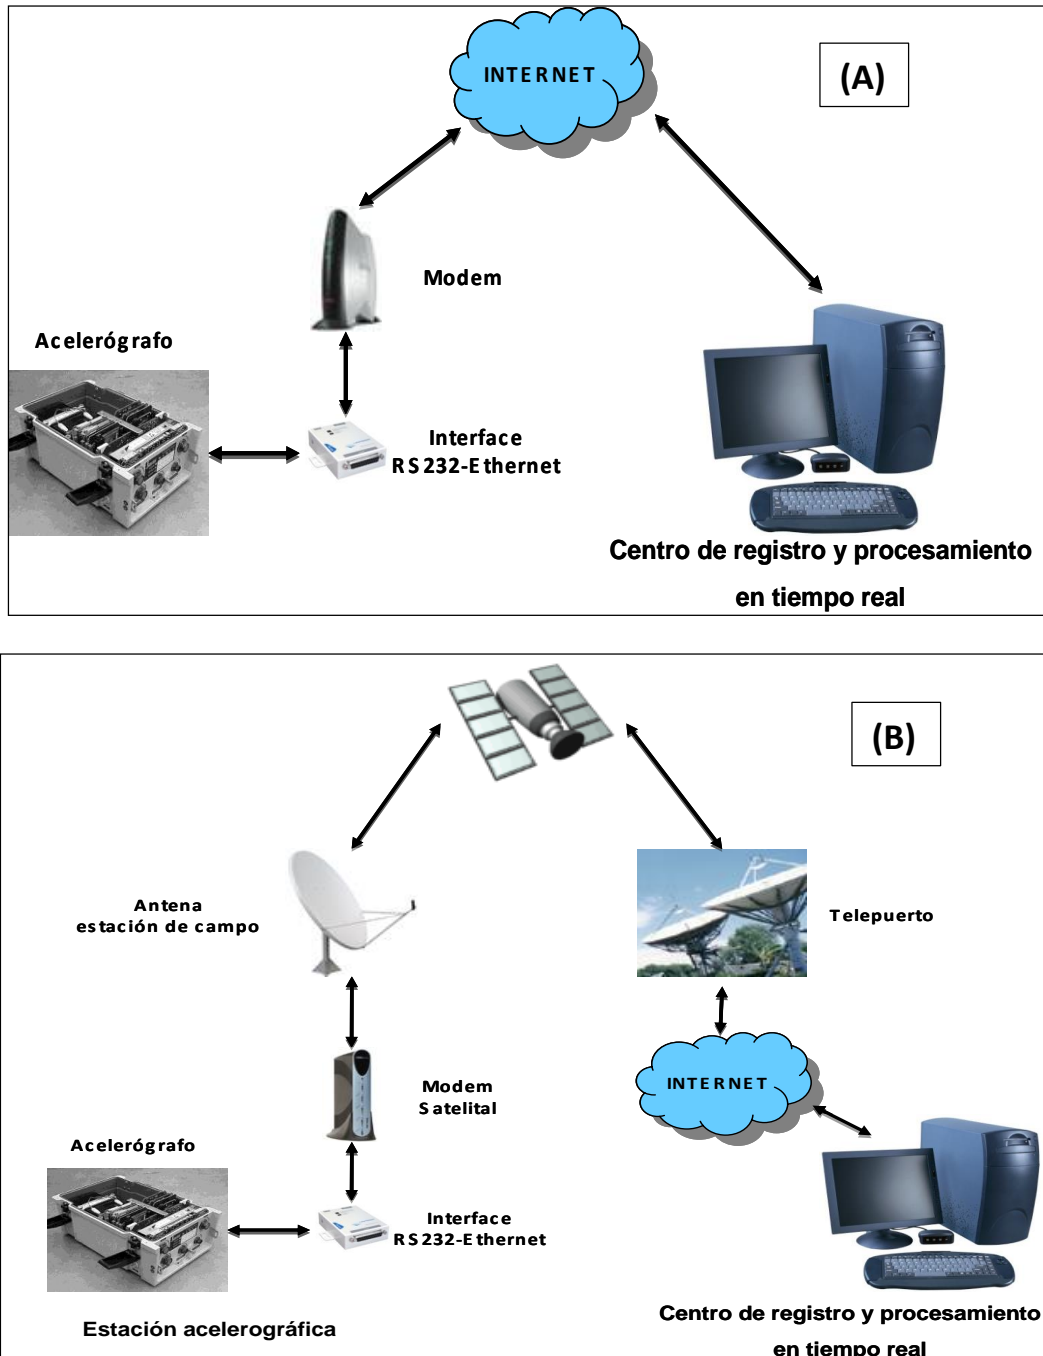 INTERNET
(A)
Modem
Acelerógrafo
Interface
RS232-Ethernet
Centro de registro y procesamiento
en tiempo real
(B)
Antena
estación de campo
Telepuerto
Modem
Satelital
INTERNET
Acelerógrafo
Interface
RS232-Ethernet
Centro de registro y procesamiento
en tiempo real
Estación acelerográfica